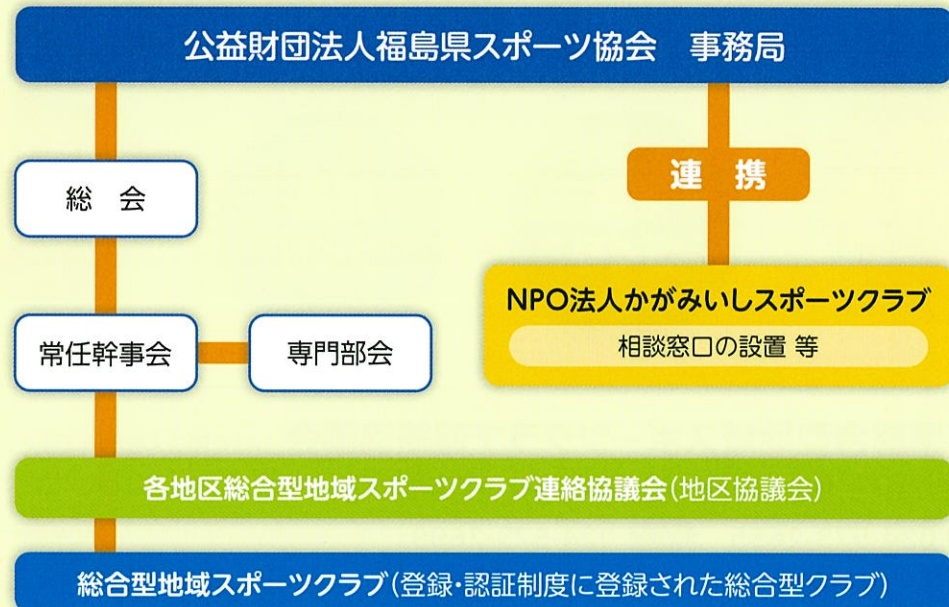 公益財団法人福島県スポーツ協会　事務局
総　会
連　携
NPO法人かがみいしスポーツクラブ
相談窓口の設置 等
常任幹事会
専門部会
各地区総合型地域スポーツクラブ連絡協議会(地区協議会)
総合型地域スポーツクラブ(登録・認証制度に登録された総合型クラブ)